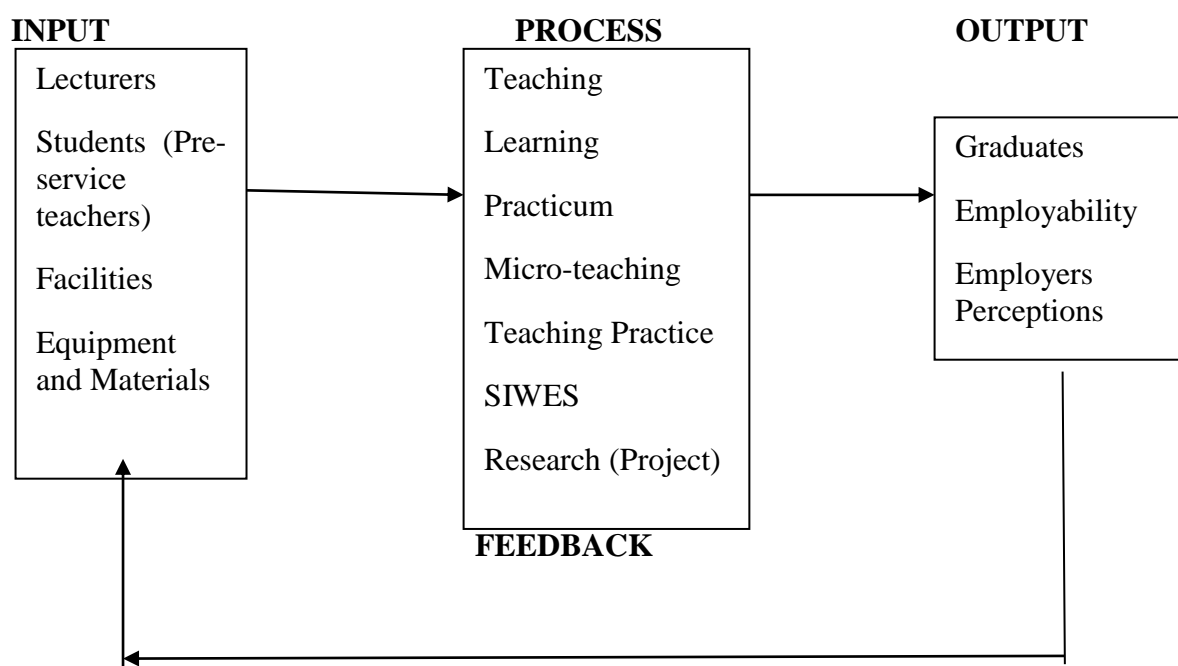 INPUT
Lecturers
Students (Pre-
service
teachers)
Facilities
Equipment
and Materials
PROCESS
Teaching
Learning
Practicum
Micro-teaching
Teaching Practice
SIWES
Research (Project)
OUTPUT
Graduates
Employability
Employers
Perceptions
FEEDBACK